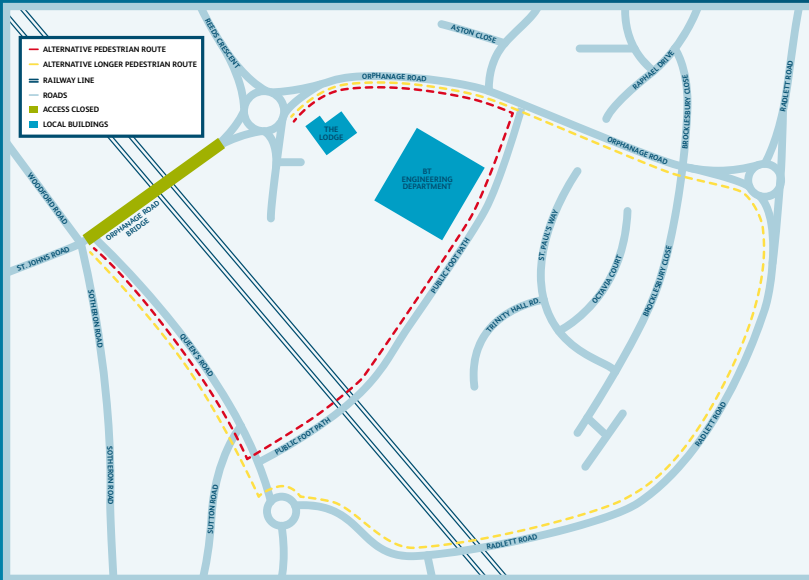 ALTERNATIVE PEDESTRIAN ROUTE
ALTERNATIVE LONGER PEDESTRIAN ROUTE
RAILWAY LINE
ROADS
ACCESS CLOSED
LOCAL BUILDINGS
REEDS CRESCENT
ASTON CLOSE
ORPHANAGE ROAD
RAPHAEL DRIVE
BROCKLESBURY CLOSE
RADLETT ROAD
THE
LODGE
BT
ENGINEERING
DEPARTMENT
ORPHANAGE ROAD
WOODFORD ROAD
ORPHANAGE ROAD
BRIDGE
ST. JOHNS ROAD
ST. PAUL'S WAY
PUBLIC FOOT PATH
OCTAVIA COURT
BROCKLESBURY CLOSE
TRINITY HALL RD.
SOTHERON ROAD
QUEEN'S ROAD
PUBLIC FOOT PATH
RADLETT ROAD
SOTHERON ROAD
SUTTON ROAD
RADLETT ROAD